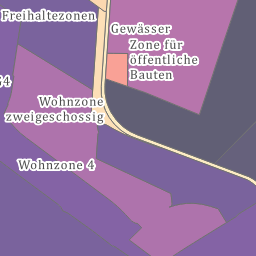 Freihaltezonen
Gewässer
Zone für
öffentliche
Bauten
Wohnzone
zweigeschossig
Wohnzone 4